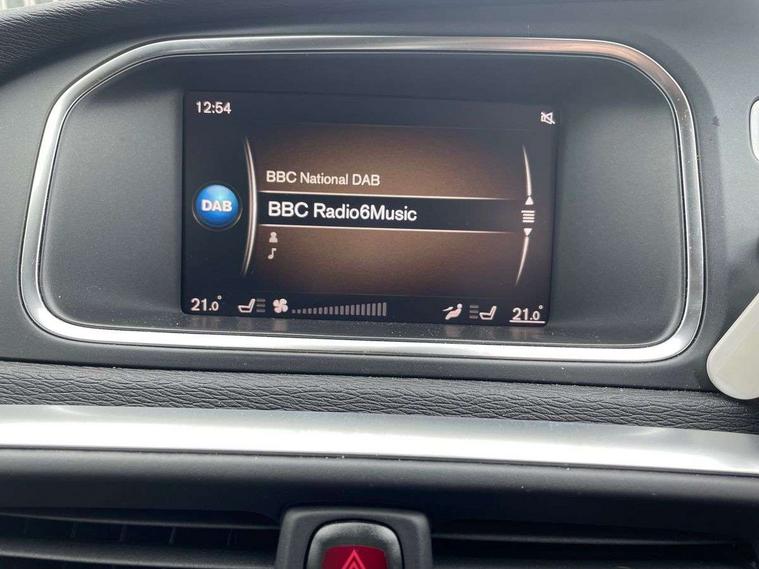 12:54
BBC National DAB
DAB
BBC Radio6Music
21.0°
21.0°